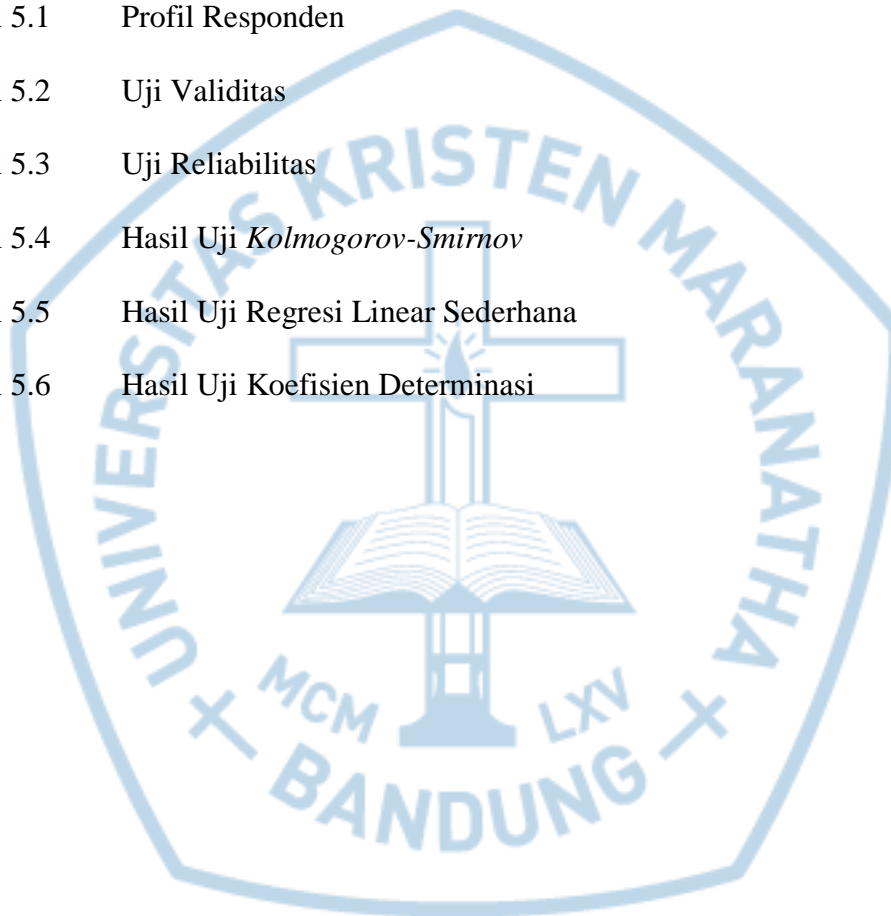 5.1 Profil Responden
5.2 Uji Validitas
5.3 Uji Reliabilitas
5.4 Hasil Uji Kolmogorov-Smirnov
5.5 Hasil Uji Regresi Linear Sederhana
5.6 Hasil Uji Koefisien Determinasi
UNIVERSITAS KRISTEN MARANATHA
MCM LXV
BANDUNG